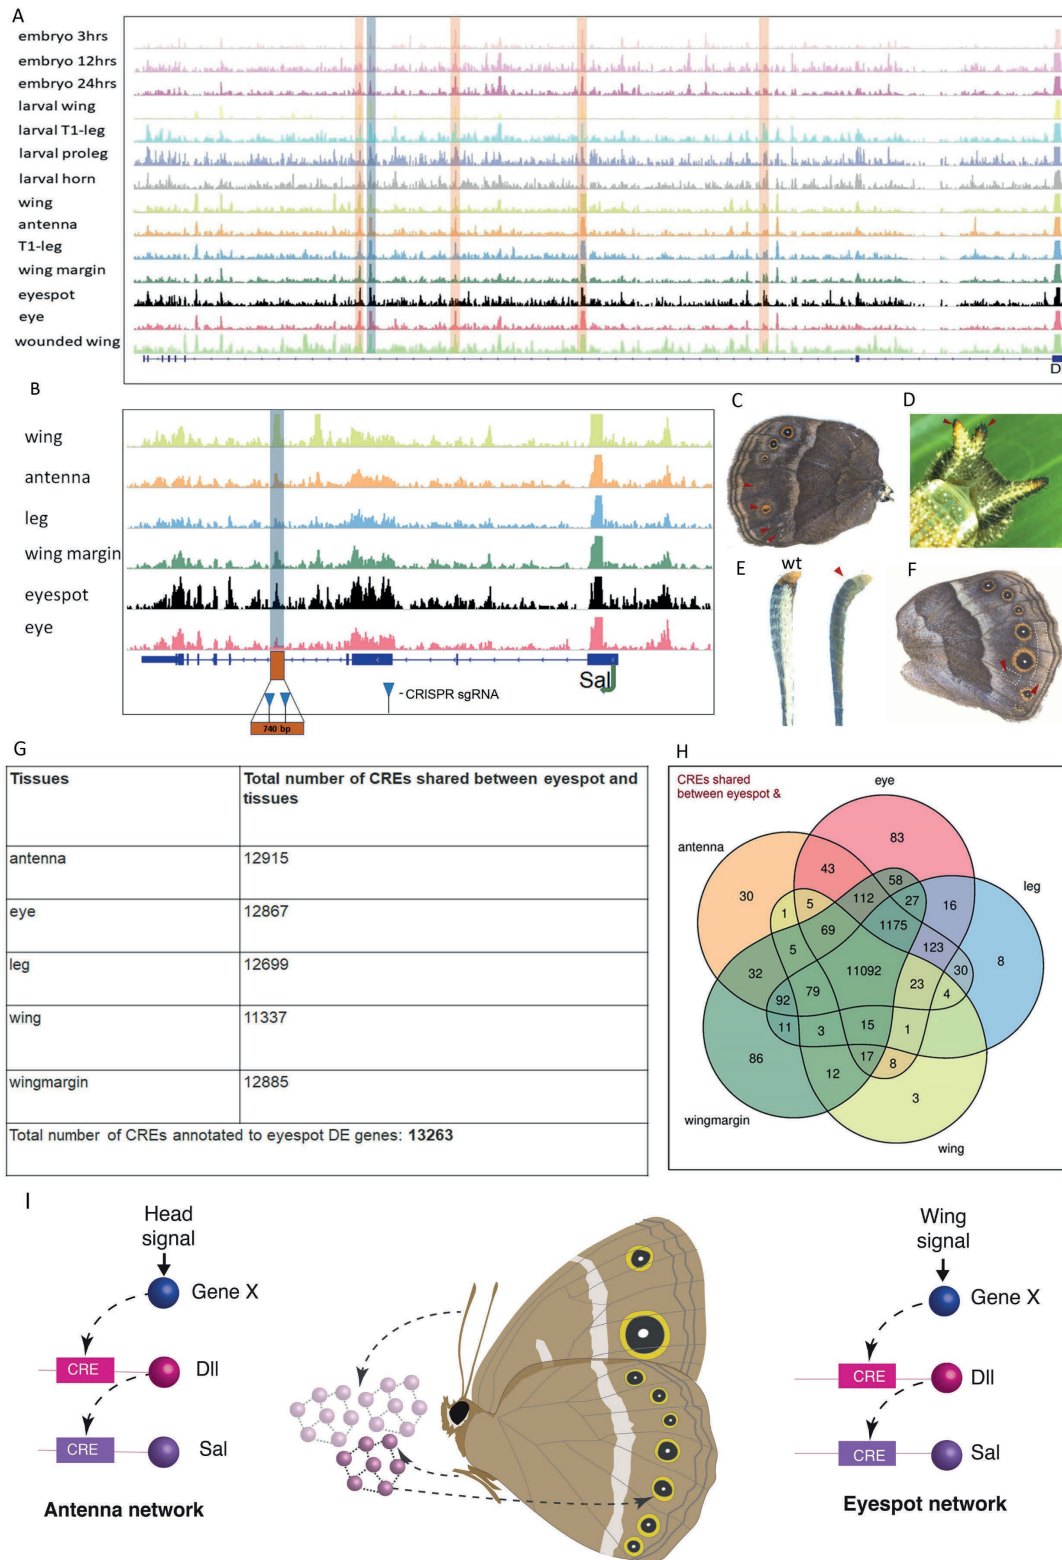 A
embryo 3hrs
embryo 12hrs
embryo 24hrs
larval wing
larval T1-leg
larval proleg
larval horn
wing
antenna
T1-leg
wing margin
eyespot
eye
wounded wing
D
B
wing
antenna
leg
wing margin
eyespot
eye
Sal
-CRISPR sgRNA
740 bp
C
D
E
wt
F
G
Tissues
Total number of CREs shared between eyespot and
tissues
antenna
12915
eye
12867
leg
12699
wing
11337
wingmargin
12885
Total number of CREs annotated to eyespot DE genes: 13263
H
CREs shared
between eyespot &
eye
antenna
leg
83
43
58
30
1
5
112
27
16
8
69
1175
123
30
5
32
11092
23
4
92
79
11
3
15
1
86
12
17
8
3
wingmargin
wing
I
Head
signal
Gene X
CRE
Dll
CRE
Sal
Antenna network
Wing
signal
Gene X
CRE
Dll
CRE
Sal
Eyespot network